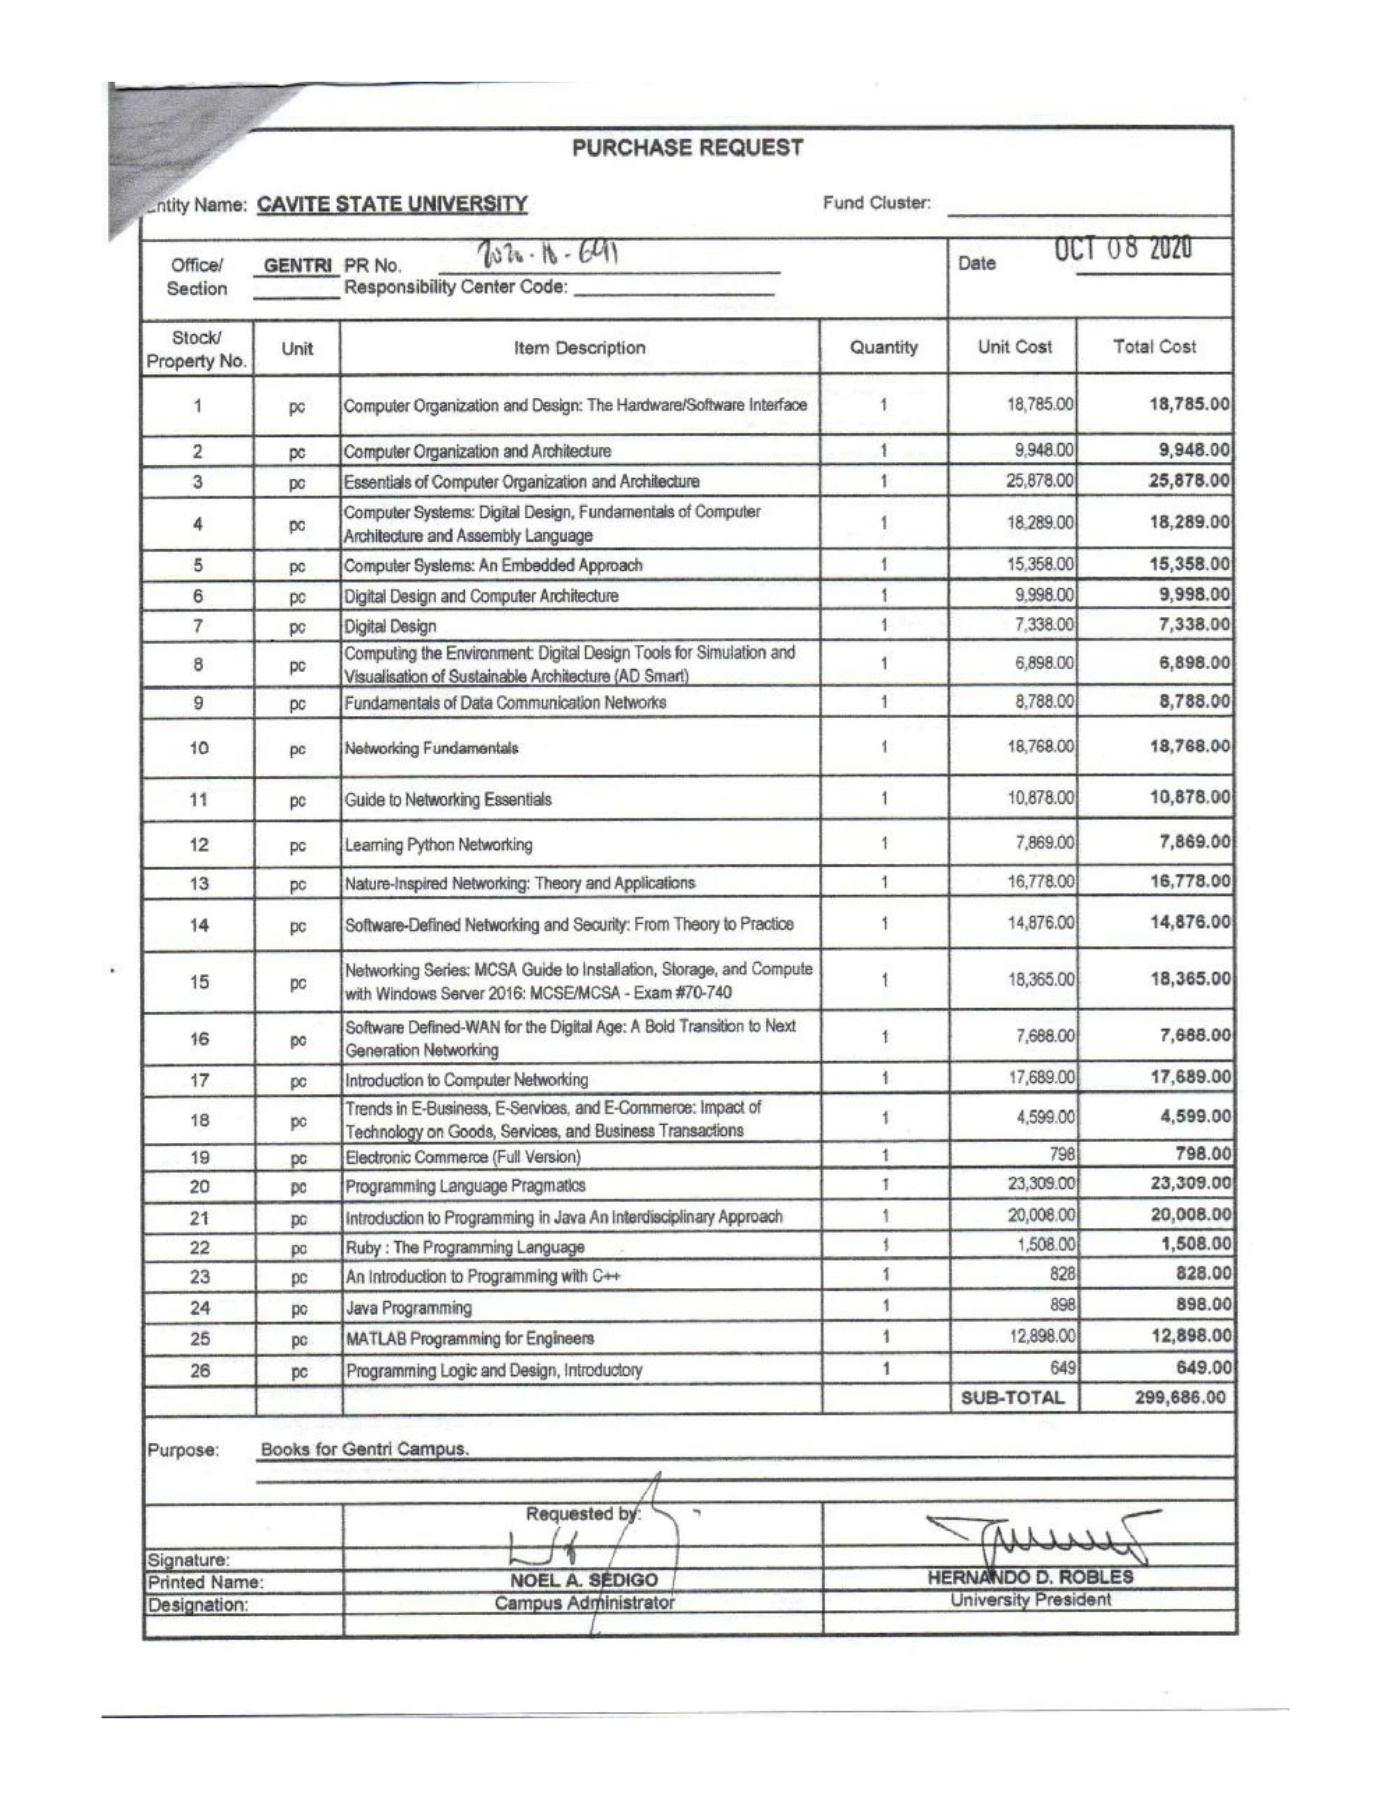 PURCHASE REQUEST
ntity Name: CAVITE STATE UNIVERSITY Fund Cluster:
Office/ Section GENTRI PR No. Date OCT 08 2020
Responsibility Center Code:
Stock/ Property No. Unit Item Description Quantity Unit Cost Total Cost
1 pc Computer Organization and Design: The Hardware/Software Interface 1 18,785.00 18,785.00
2 pc Computer Organization and Architecture 1 9,948.00 9,948.00
3 pc Essentials of Computer Organization and Architecture 1 25,878.00 25,878.00
4 pc Computer Systems: Digital Design, Fundamentals of Computer
Architecture and Assembly Language 1 18,289.00 18,289.00
5 pc Computer Systems: An Embedded Approach 1 15,358.00 15,358.00
6 pc Digital Design and Computer Architecture 1 9,998.00 9,998.00
7 pc Digital Design 1 7,338.00 7,338.00
8 pc Computing the Environment: Digital Design Tools for Simulation and
Visualisation of Sustainable Architecture (AD Smart) 1 6,898.00 6,898.00
9 pc Fundamentals of Data Communication Networks 1 8,788.00 8,788.00
10 pc Networking Fundamentals 1 18,768.00 18,768.00
11 pc Guide to Networking Essentials 1 10,878.00 10,878.00
12 pc Learning Python Networking 1 7,869.00 7,869.00
13 pc Nature-Inspired Networking: Theory and Applications 1 16,778.00 16,778.00
14 pc Software-Defined Networking and Security: From Theory to Practice 1 14,876.00 14,876.00
15 pc Networking Series: MCSA Guide to Installation, Storage, and Compute
with Windows Server 2016: MCSE/MCSA - Exam #70-740 1 18,365.00 18,365.00
16 pc Software Defined-WAN for the Digital Age: A Bold Transition to Next
Generation Networking 1 7,688.00 7,688.00
17 pc Introduction to Computer Networking 1 17,689.00 17,689.00
18 pc Trends in E-Business, E-Services, and E-Commerce: Impact of
Technology on Goods, Services, and Business Transactions 1 4,599.00 4,599.00
19 pc Electronic Commerce (Full Version) 1 798 798.00
20 pc Programming Language Pragmatics 1 23,309.00 23,309.00
21 pc Introduction to Programming in Java An Interdisciplinary Approach 1 20,008.00 20,008.00
22 pc Ruby : The Programming Language 1 1,508.00 1,508.00
23 pc An Introduction to Programming with C++ 1 828 828.00
24 pc Java Programming 1 898 898.00
25 pc MATLAB Programming for Engineers 1 12,898.00 12,898.00
26 pc Programming Logic and Design, Introductory 1 649 649.00
SUB-TOTAL 299,686.00
Purpose: Books for Gentri Campus.
Requested by:
Signature:
Printed Name: NOEL A. SEDIGO HERNANDO D. ROBLES
Designation: Campus Administrator University President